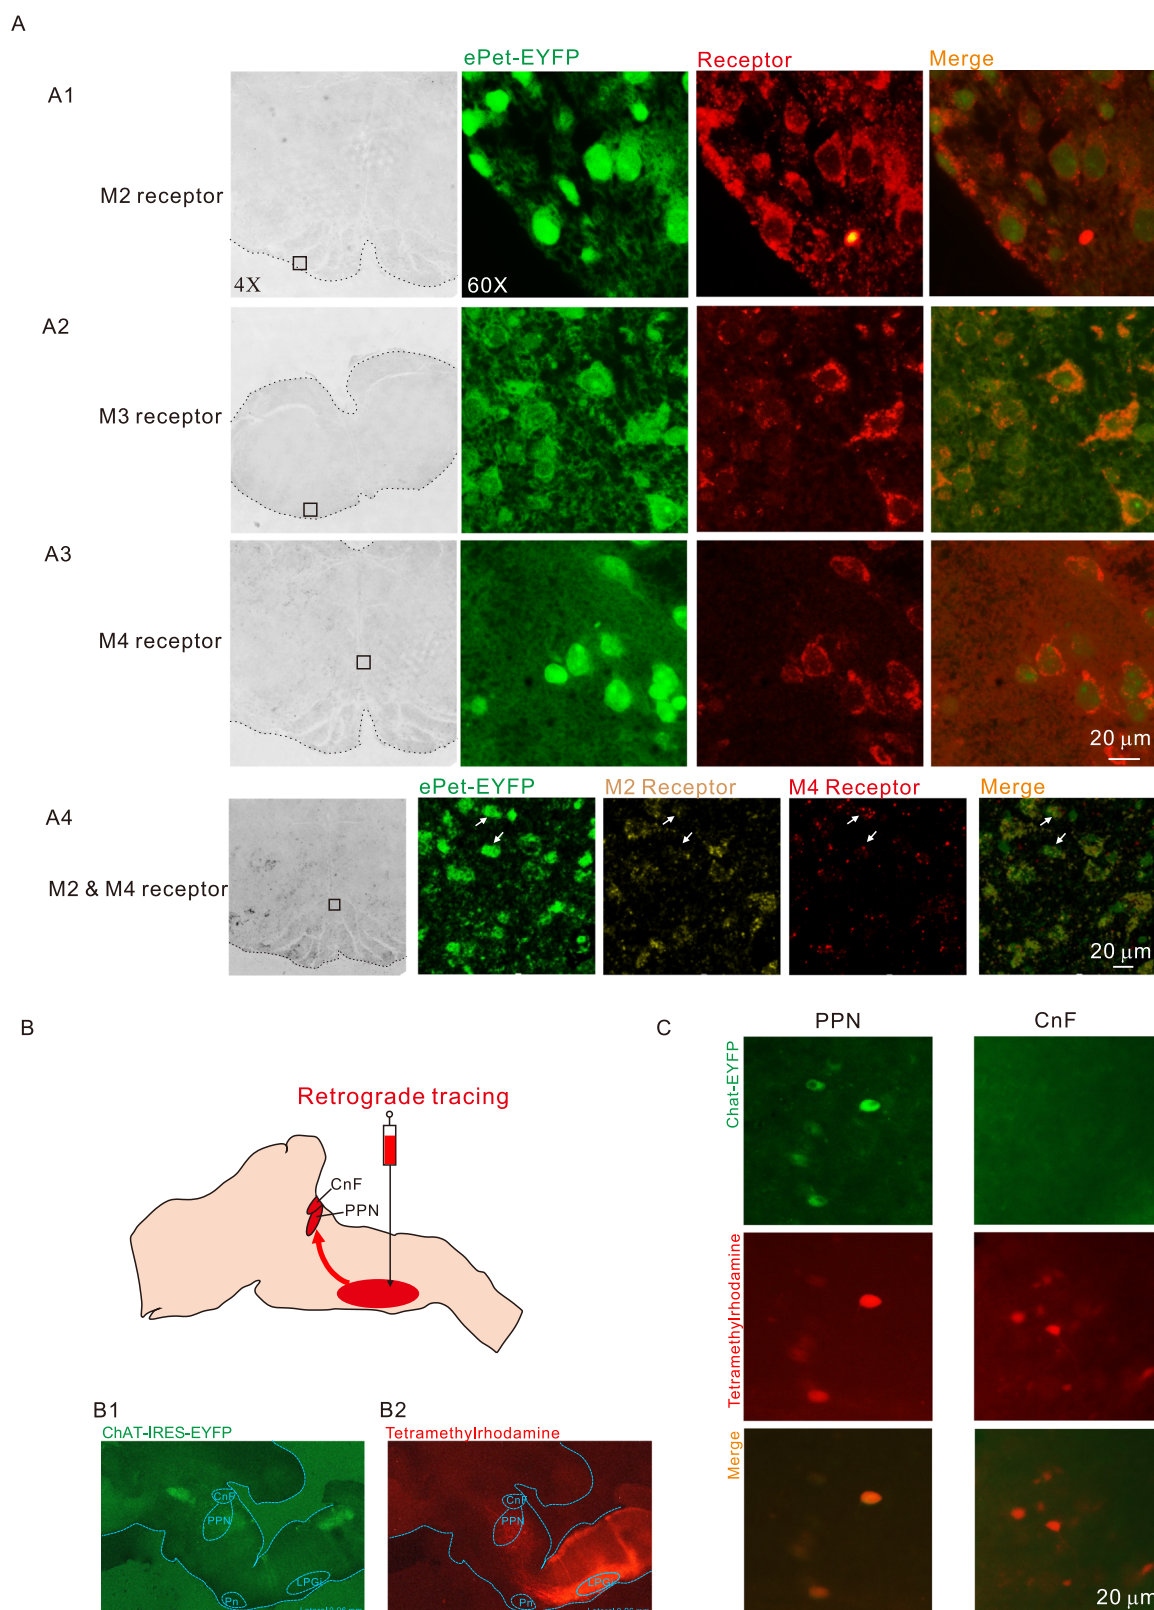 A
ePet-EYFP
Receptor
Merge
A1
M2 receptor
4X
60X
A2
M3 receptor
A3
M4 receptor
20 μm
ePet-EYFP
M2 Receptor
M4 Receptor
Merge
A4
M2 & M4 receptor
20 μm
B
Retrograde tracing
CnF
PPN
B1
ChAT-IRES-EYFP
CnF
PPN
Pn
LPGi
B2
Tetramethylrhodamine
CnF
PPN
Pn
LPGi
C
PPN
CnF
Chat-EYFP
Tetramethylrhodamine
Merge
20 μm